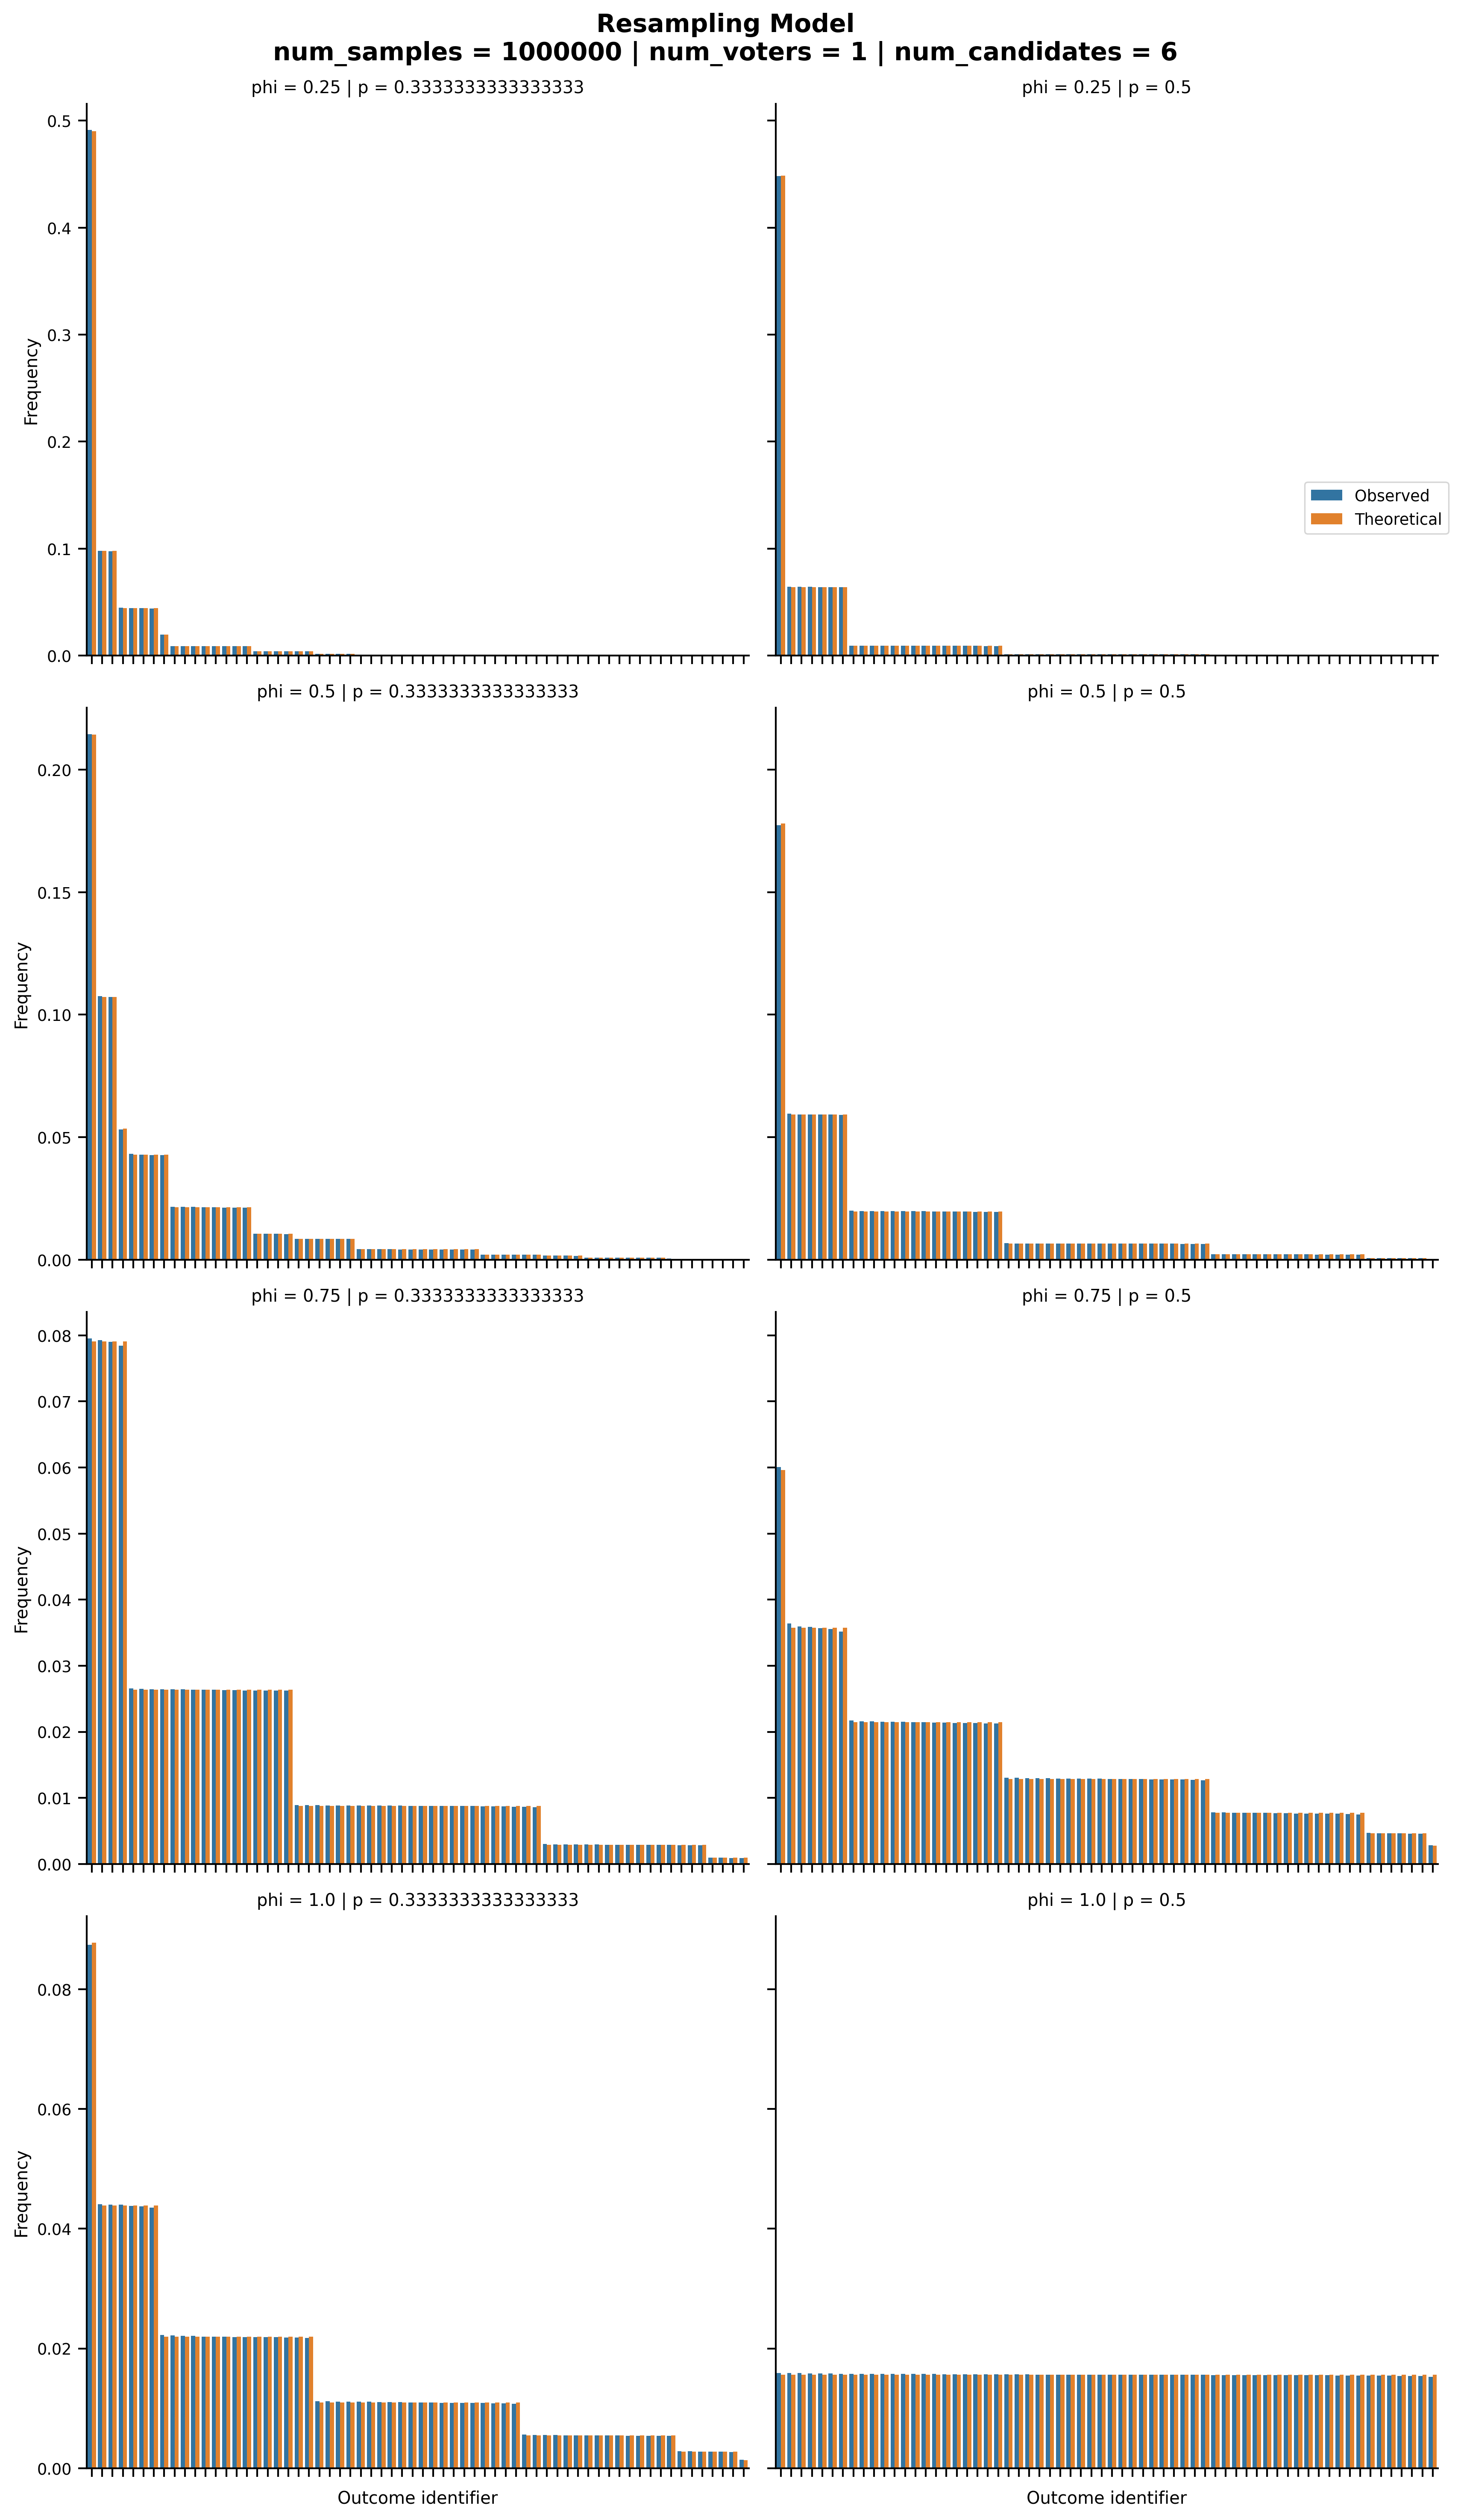 Resampling Model
num_samples = 1000000 | num_voters = 1 | num_candidates = 6
phi = 0.25 | p = 0.3333333333333333
phi = 0.25 | p = 0.5
0.5
0.4
0.3
0.2
0.1
0.0
Frequency
Observed
Theoretical
phi = 0.5 | p = 0.3333333333333333
phi = 0.5 | p = 0.5
0.20
0.15
0.10
0.05
0.00
Frequency
phi = 0.75 | p = 0.3333333333333333
phi = 0.75 | p = 0.5
0.08
0.07
0.06
0.05
0.04
0.03
0.02
0.01
0.00
Frequency
phi = 1.0 | p = 0.3333333333333333
phi = 1.0 | p = 0.5
0.08
0.06
0.04
0.02
0.00
Frequency
Outcome identifier
Outcome identifier